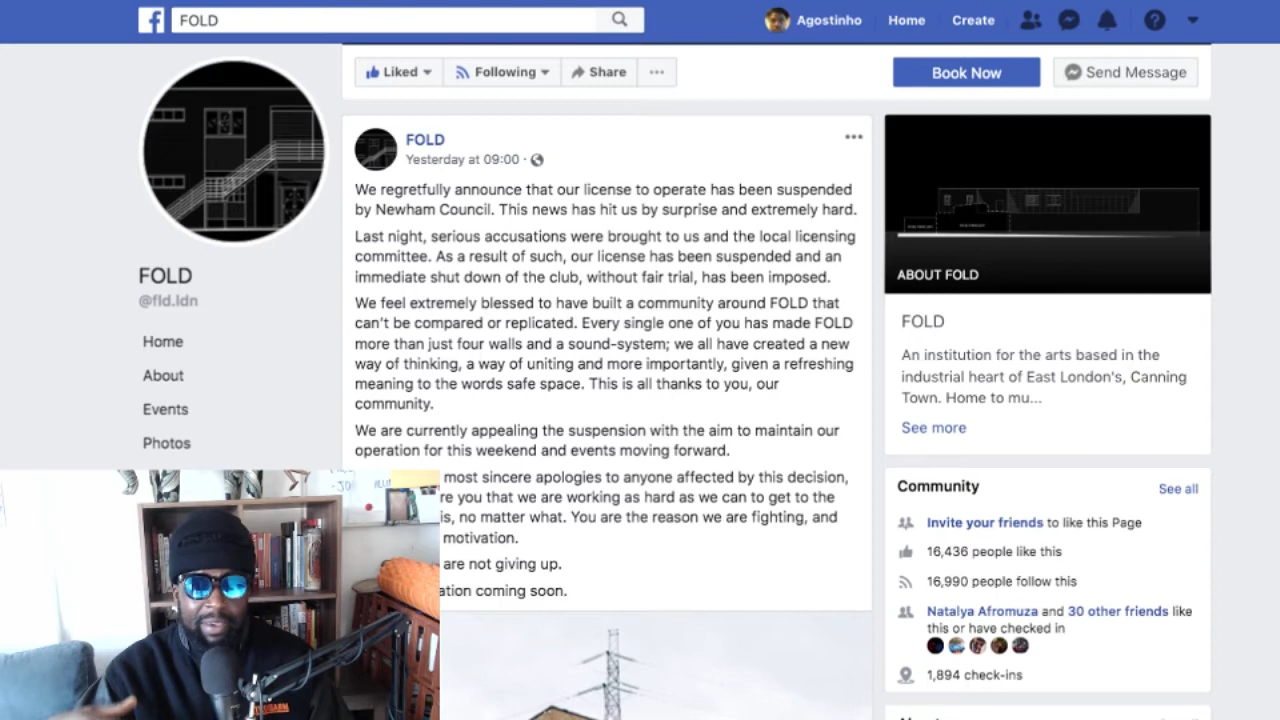 FOLD
Agostinho
Home
Create
Liked
Following
Share
Book Now
Send Message
FOLD
@fld.ldn
Home
About
Events
Photos
FOLD
Yesterday at 09:00 ·
We regretfully announce that our license to operate has been suspended
by Newham Council. This news has hit us by surprise and extremely hard.
Last night, serious accusations were brought to us and the local licensing
committee. As a result of such, our license has been suspended and an
immediate shut down of the club, without fair trial, has been imposed.
We feel extremely blessed to have built a community around FOLD that
can't be compared or replicated. Every single one of you has made FOLD
more than just four walls and a sound-system; we all have created a new
way of thinking, a way of uniting and more importantly, given a refreshing
meaning to the words safe space. This is all thanks to you, our
community.
We are currently appealing the suspension with the aim to maintain our
operation for this weekend and events moving forward.
most sincere apologies to anyone affected by this decision,
re you that we are working as hard as we can to get to the
is, no matter what. You are the reason we are fighting, and
motivation.
are not giving up.
ation coming soon.
ABOUT FOLD
FOLD
An institution for the arts based in the
industrial heart of East London's, Canning
Town. Home to mu...
See more
Community
See all
Invite your friends to like this Page
16,436 people like this
16,990 people follow this
Natalya Afromuza and 30 other friends like
this or have checked in
1,894 check-ins